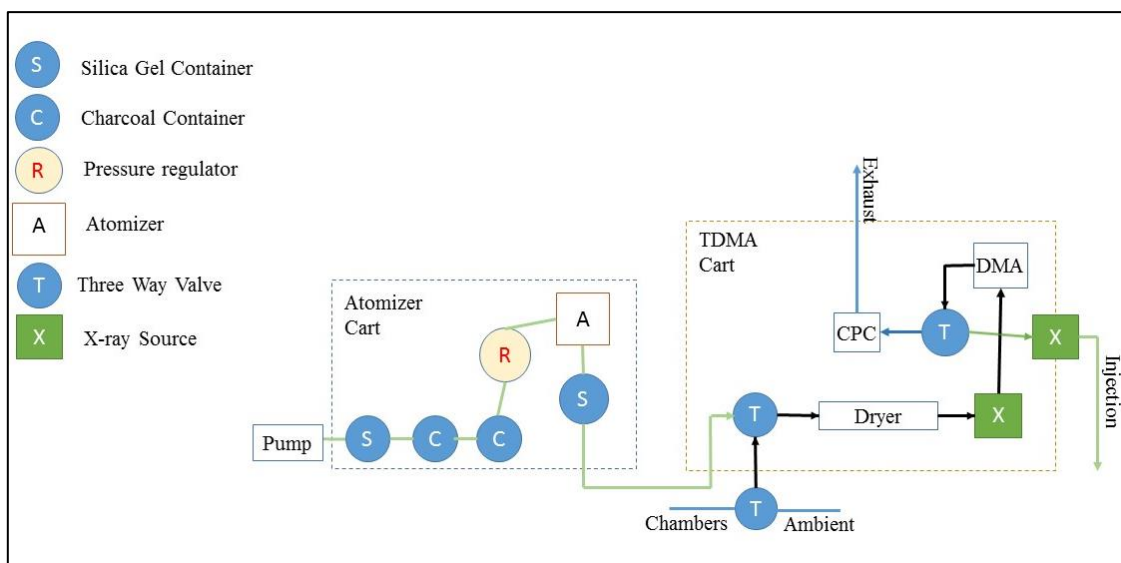 S Silica Gel Container
C Charcoal Container
R Pressure regulator
A Atomizer
T Three Way Valve
X X-ray Source
Exhaust
TDMA
Cart
DMA
Atomizer
Cart
A
CPC
T
X
R
Injection
S
T
Dryer
X
Pump
S
C
C
T
Chambers
Ambient